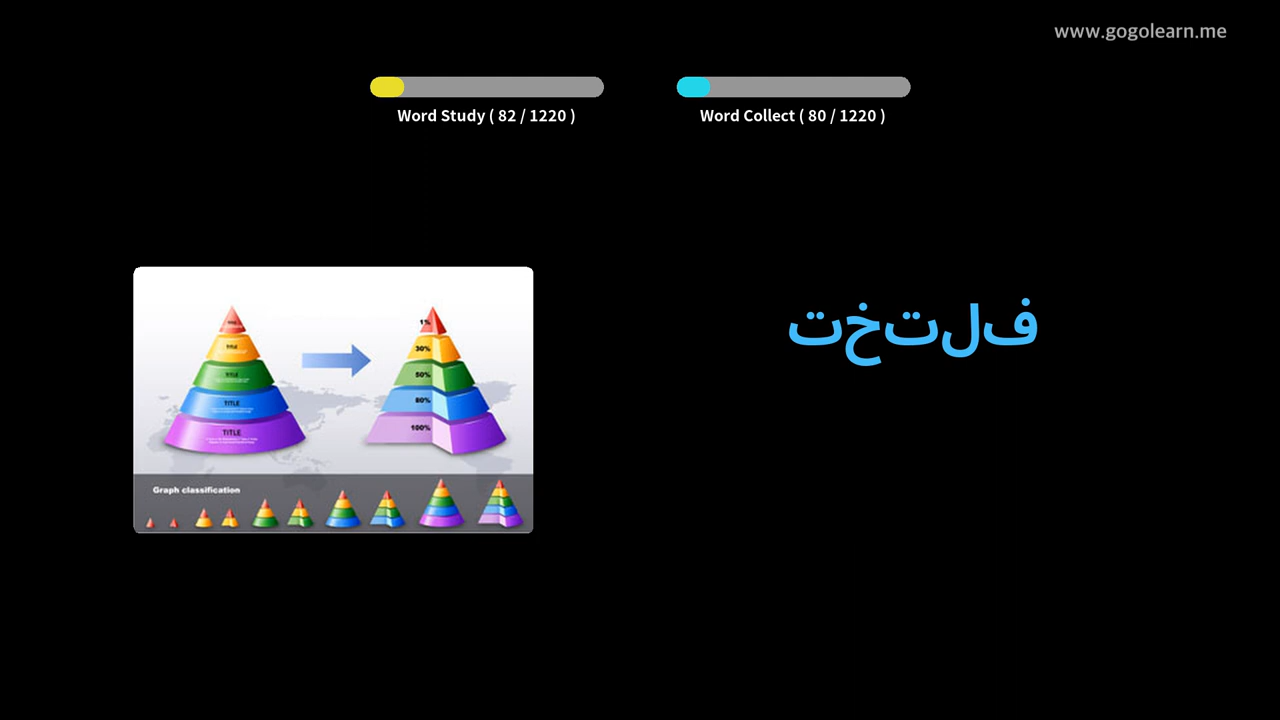 www.gogolearn.me
Word Study ( 82 / 1220 )
Word Collect ( 80 / 1220 )
تختلف
TITLE
TITLE
TITLE
TITLE
1%
30%
50%
80%
100%
Graph classification